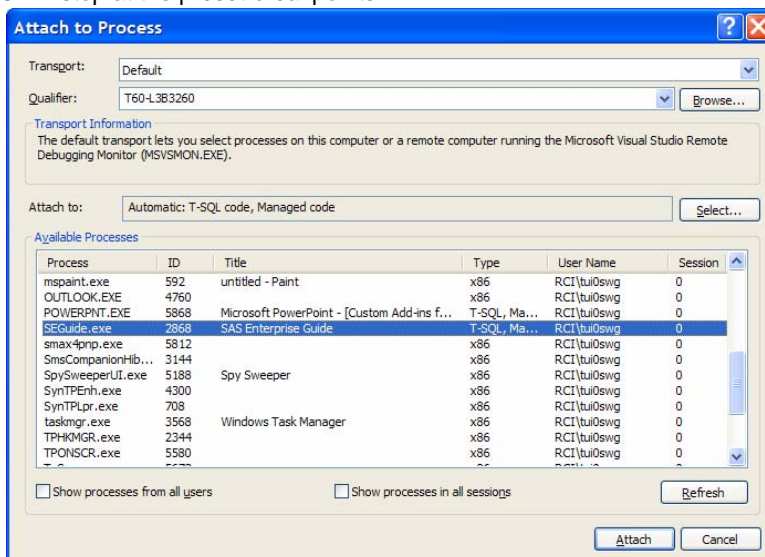 Attach to Process
Transport: Default
Qualifier: T60-L3B3260 Browse...
Transport Information
The default transport lets you select processes on this computer or a remote computer running the Microsoft Visual Studio Remote
Debugging Monitor (MSVSMON.EXE).
Attach to: Automatic: T-SQL code, Managed code Select...
Available Processes
Process ID Title Type User Name Session
mspaint.exe 592 untitled - Paint x86 RCI\tui0swg 0
OUTLOOK.EXE 4760 x86 RCI\tui0swg 0
POWERPNT.EXE 5868 Microsoft PowerPoint - [Custom Add-ins f... T-SQL, Ma... RCI\tui0swg 0
SEGuide.exe 2868 SAS Enterprise Guide T-SQL, Ma... RCI\tui0swg 0
smax4pnp.exe 5812 x86 RCI\tui0swg 0
SmsCompanionHib... 3144 x86 RCI\tui0swg 0
SpySweeperUI.exe 5188 Spy Sweeper x86 RCI\tui0swg 0
SynTPEnh.exe 4300 x86 RCI\tui0swg 0
SynTPLpr.exe 708 x86 RCI\tui0swg 0
taskmgr.exe 3568 Windows Task Manager x86 RCI\tui0swg 0
TPHKMGR.exe 2344 x86 RCI\tui0swg 0
TPONSCR.exe 5580 x86 RCI\tui0swg 0
Show processes from all users Show processes in all sessions Refresh
Attach Cancel